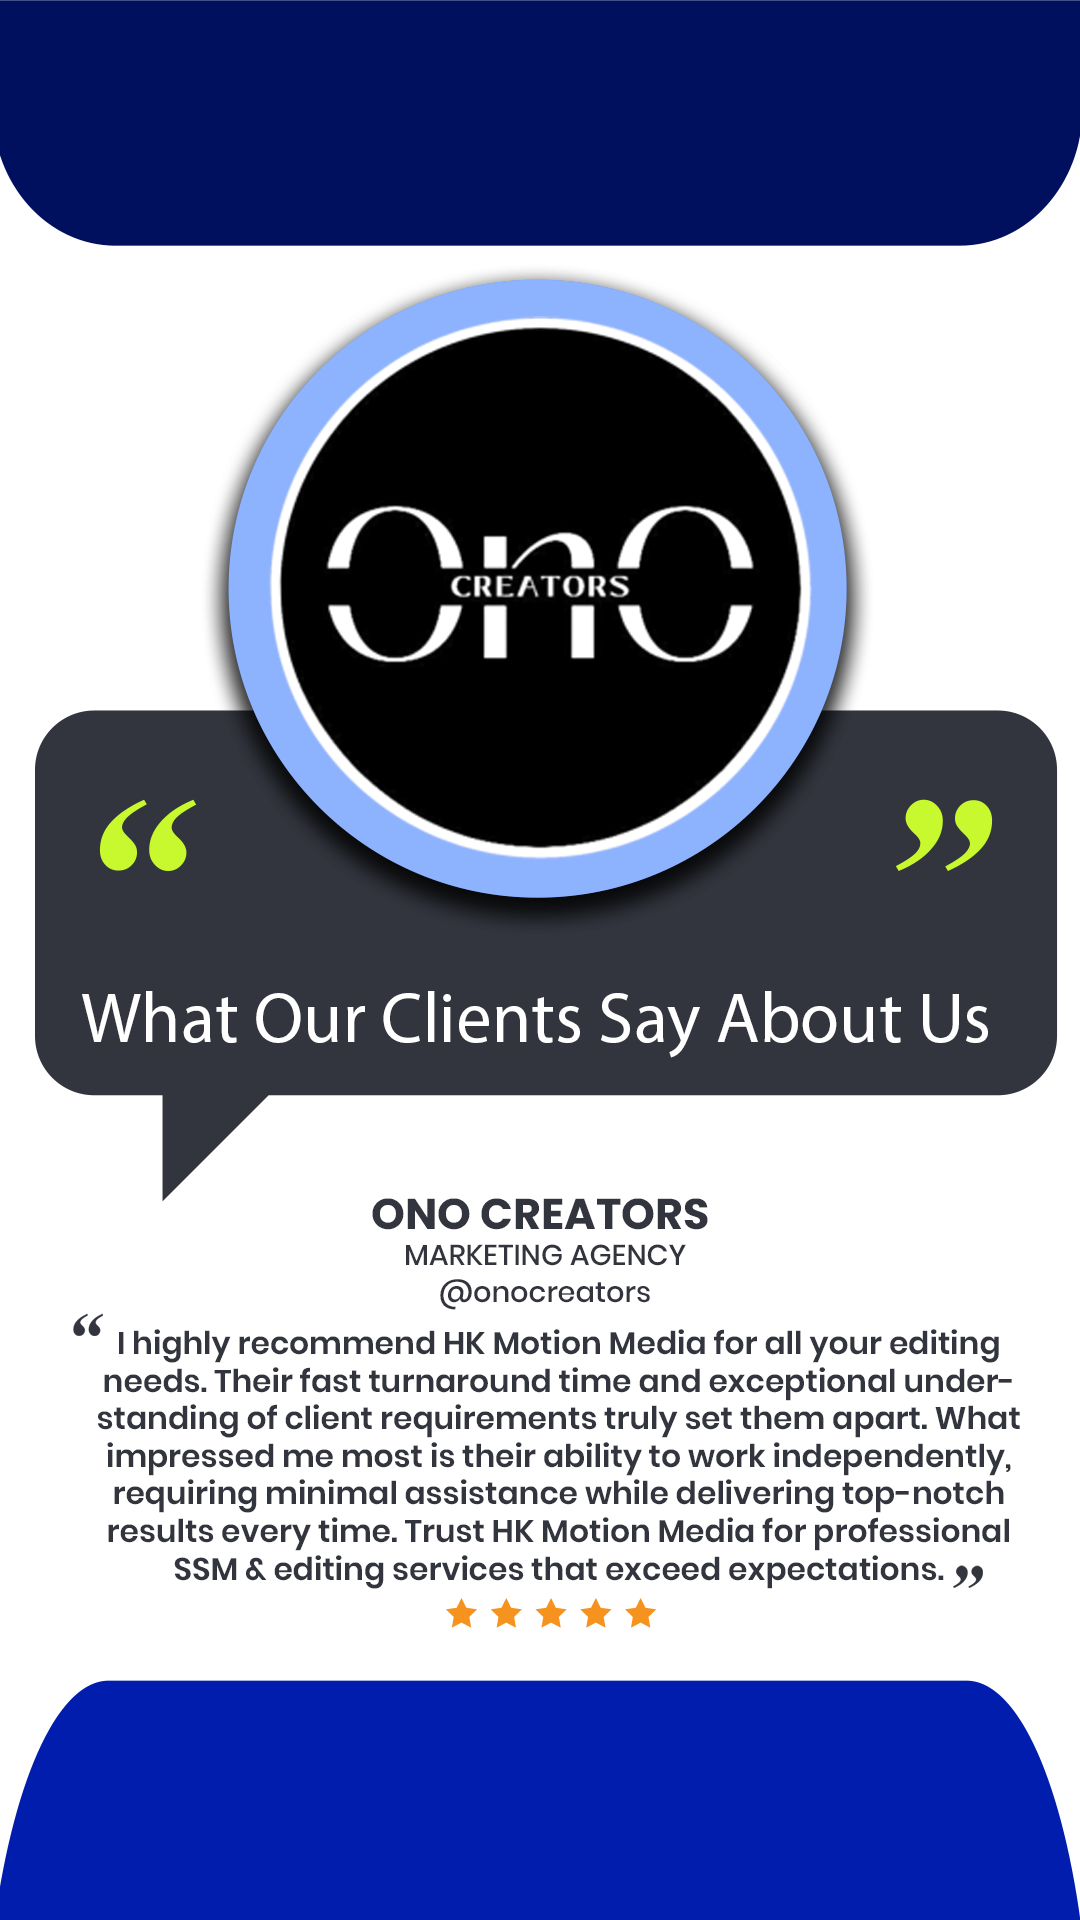 OnO
CREATORS
“ ”
What Our Clients Say About Us
ONO CREATORS
MARKETING AGENCY
@onocreators
“ I highly recommend HK Motion Media for all your editing
needs. Their fast turnaround time and exceptional under-
standing of client requirements truly set them apart. What
impressed me most is their ability to work independently,
requiring minimal assistance while delivering top-notch
results every time. Trust HK Motion Media for professional
SSM & editing services that exceed expectations. ”